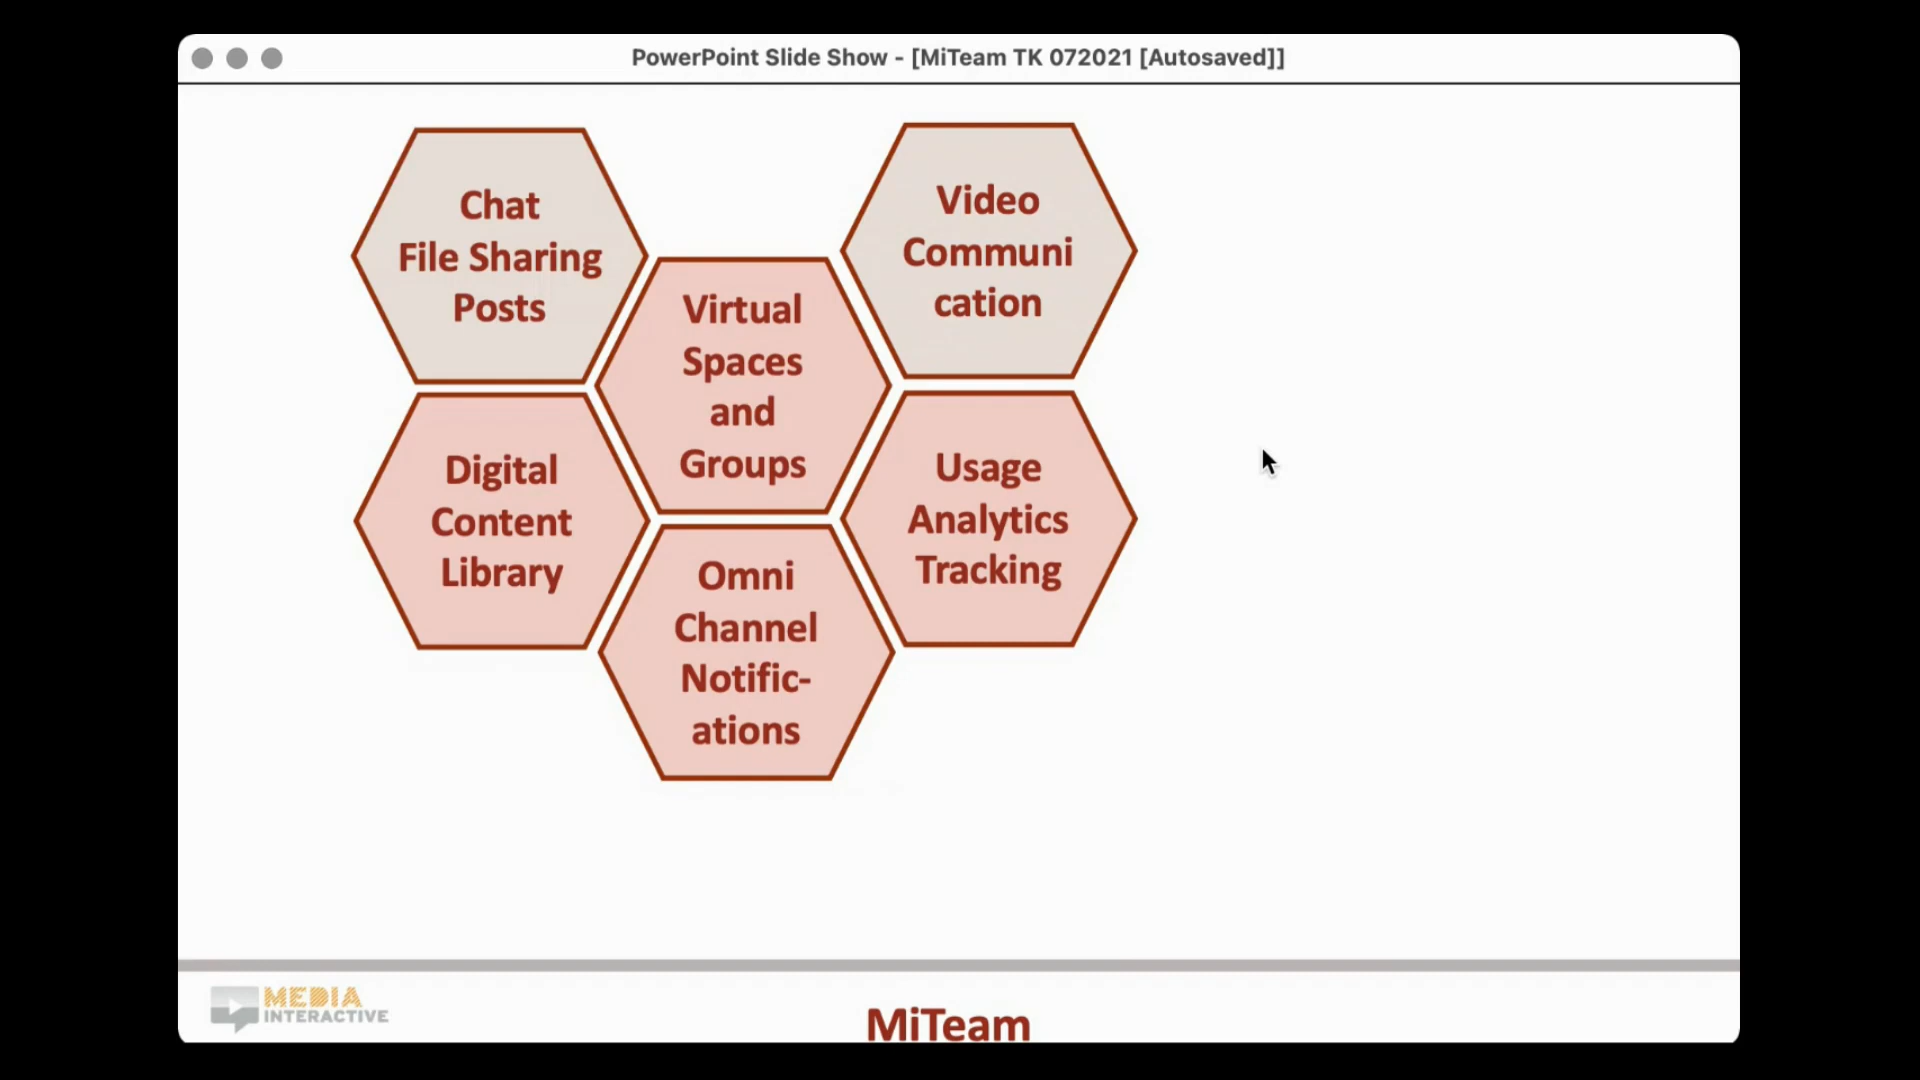 PowerPoint Slide Show - [MiTeam TK 072021 [Autosaved]]
Chat
File Sharing
Posts
Video
Communi
cation
Virtual
Spaces
and
Groups
Digital
Content
Library
Usage
Analytics
Tracking
Omni
Channel
Notific-
ations
MEDIA
INTERACTIVE
MiTeam